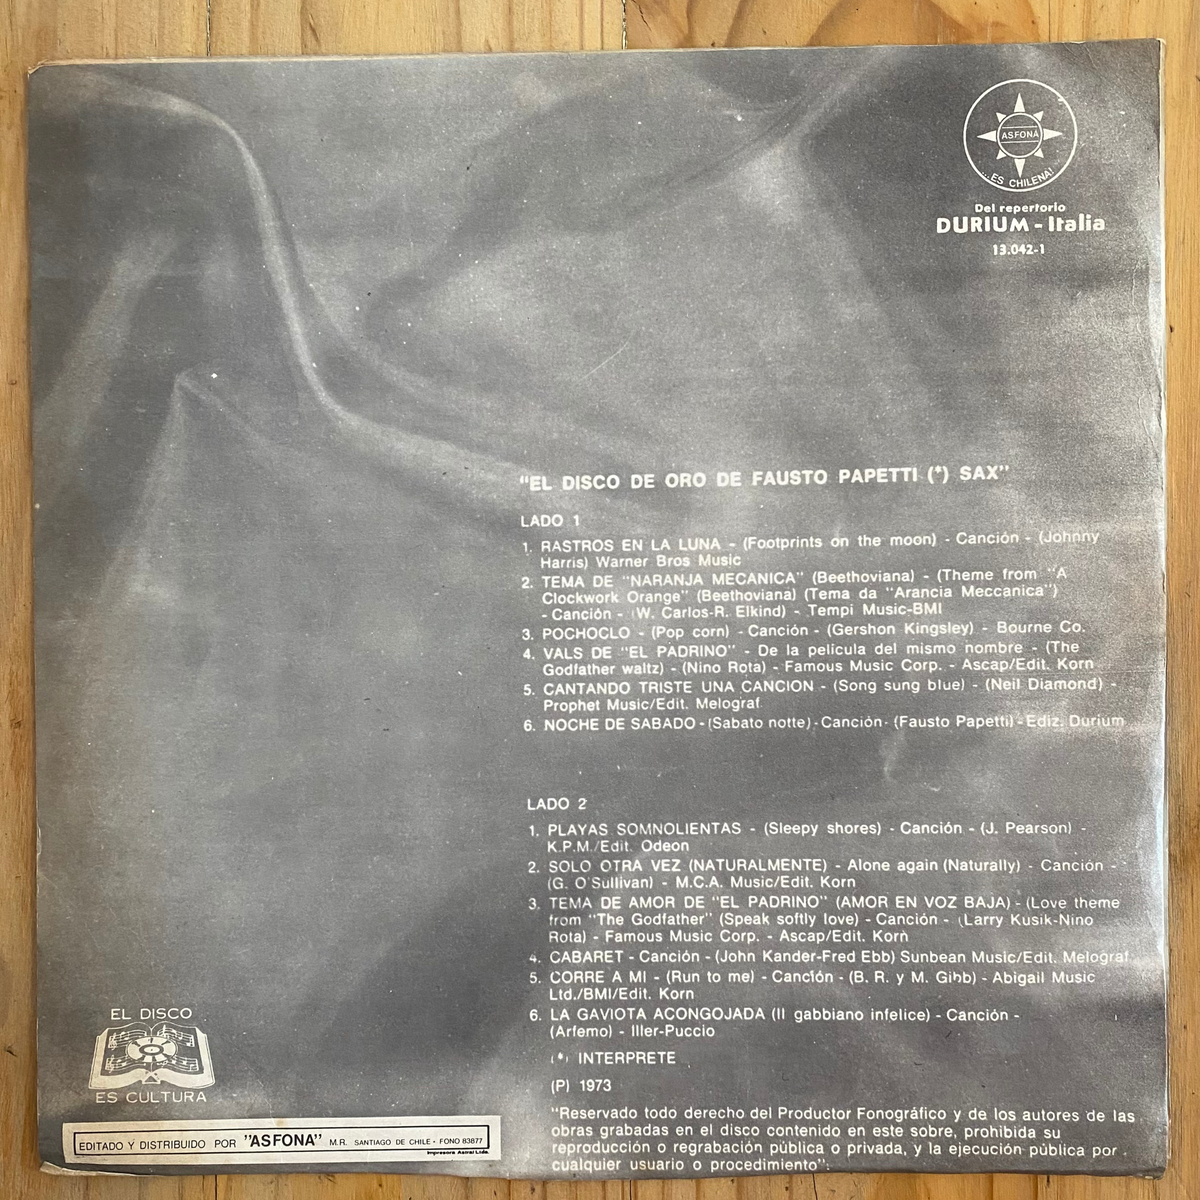 ASFONA
...ES CHILENA!
Del repertorio
DURIUM - Italia
13.042-1
"EL DISCO DE ORO DE FAUSTO PAPETTI (*) SAX"
LADO 1
1. RASTROS EN LA LUNA - (Footprints on the moon) - Canción - (Johnny
Harris) Warner Bros Music
2. TEMA DE "NARANJA MECANICA" (Beethoviana) - (Theme from "A
Clockwork Orange" (Beethoviana) (Tema da "Arancia Meccanica")
- Canción - (W. Carlos-R. Elkind) - Tempi Music-BMI
3. POCHOCLO - (Pop corn) - Canción - (Gershon Kingsley) - Bourne Co.
4. VALS DE "EL PADRINO" - De la película del mismo nombre - (The
Godfather waltz) - (Nino Rota) - Famous Music Corp. - Ascap/Edit. Korn
5. CANTANDO TRISTE UNA CANCION - (Song sung blue) - (Neil Diamond) -
Prophet Music/Edit. Melograf
6. NOCHE DE SABADO - (Sabato notte) - Canción - (Fausto Papetti) - Ediz. Durium
LADO 2
1. PLAYAS SOMNOLIENTAS - (Sleepy shores) - Canción - (J. Pearson) -
K.P.M./Edit. Odeon
2. SOLO OTRA VEZ (NATURALMENTE) - Alone again (Naturally) - Canción -
(G. O'Sullivan) - M.C.A. Music/Edit. Korn
3. TEMA DE AMOR DE "EL PADRINO" (AMOR EN VOZ BAJA) - (Love theme
from "The Godfather" (Speak softly love) - Canción - (Larry Kusik-Nino
Rota) - Famous Music Corp. - Ascap/Edit. Korn
4. CABARET - Canción - (John Kander-Fred Ebb) Sunbean Music/Edit. Melograf
5. CORRE A MI - (Run to me) - Canción - (B. R. y M. Gibb) - Abigail Music
Ltd./BMI/Edit. Korn
6. LA GAVIOTA ACONGOJADA (Il gabbiano infelice) - Canción -
(Arfemo) - Iller-Puccio
(*) INTERPRETE
(P) 1973
"Reservado todo derecho del Productor Fonográfico y de los autores de las
obras grabadas en el disco contenido en este sobre, prohibida su
reproducción o regrabación pública o privada, y la ejecución pública por
cualquier usuario o procedimiento".
EL DISCO
ES CULTURA
EDITADO Y DISTRIBUIDO POR "ASFONA" M.R. SANTIAGO DE CHILE - FONO 83877
Impresora Astral Ltda.